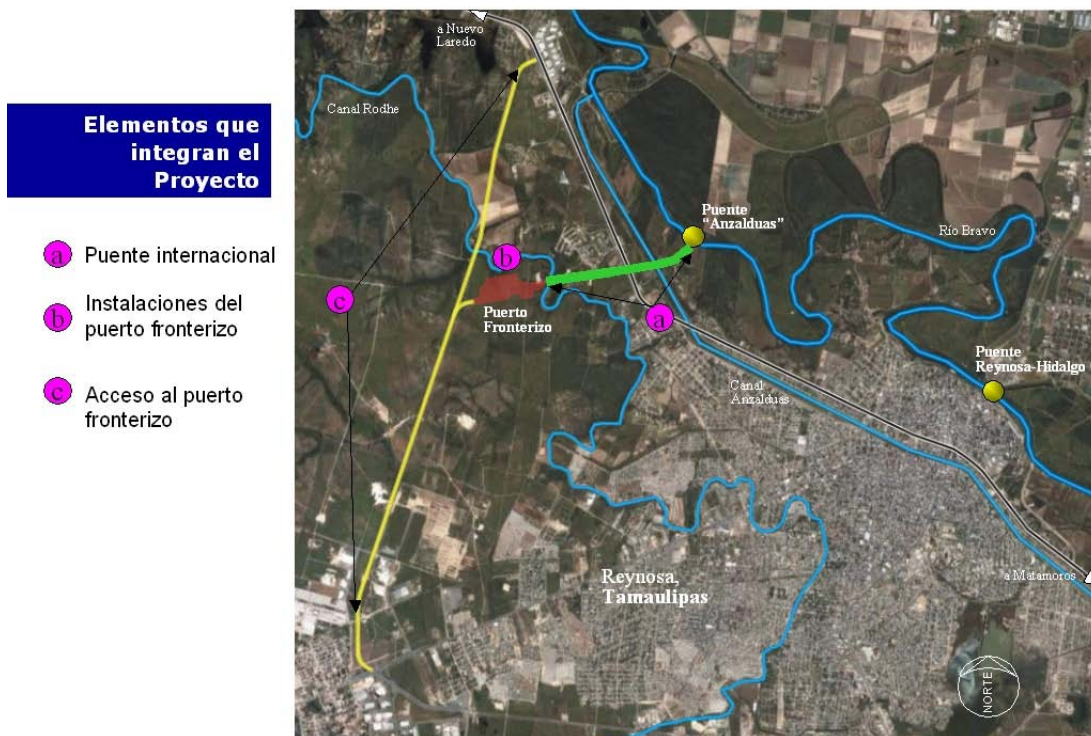 Elementos que
integran el
Proyecto
a Puente internacional
b Instalaciones del
puerto fronterizo
c Acceso al puerto
fronterizo
a Nuevo
Laredo
Canal Rodhe
Puente
"Anzalduas"
Río Bravo
b
c
Puerto
Fronterizo
a
Puente
Reynosa-Hidalgo
Canal
Anzalduas
a Matamoros
Reynosa,
Tamaulipas
NORTE